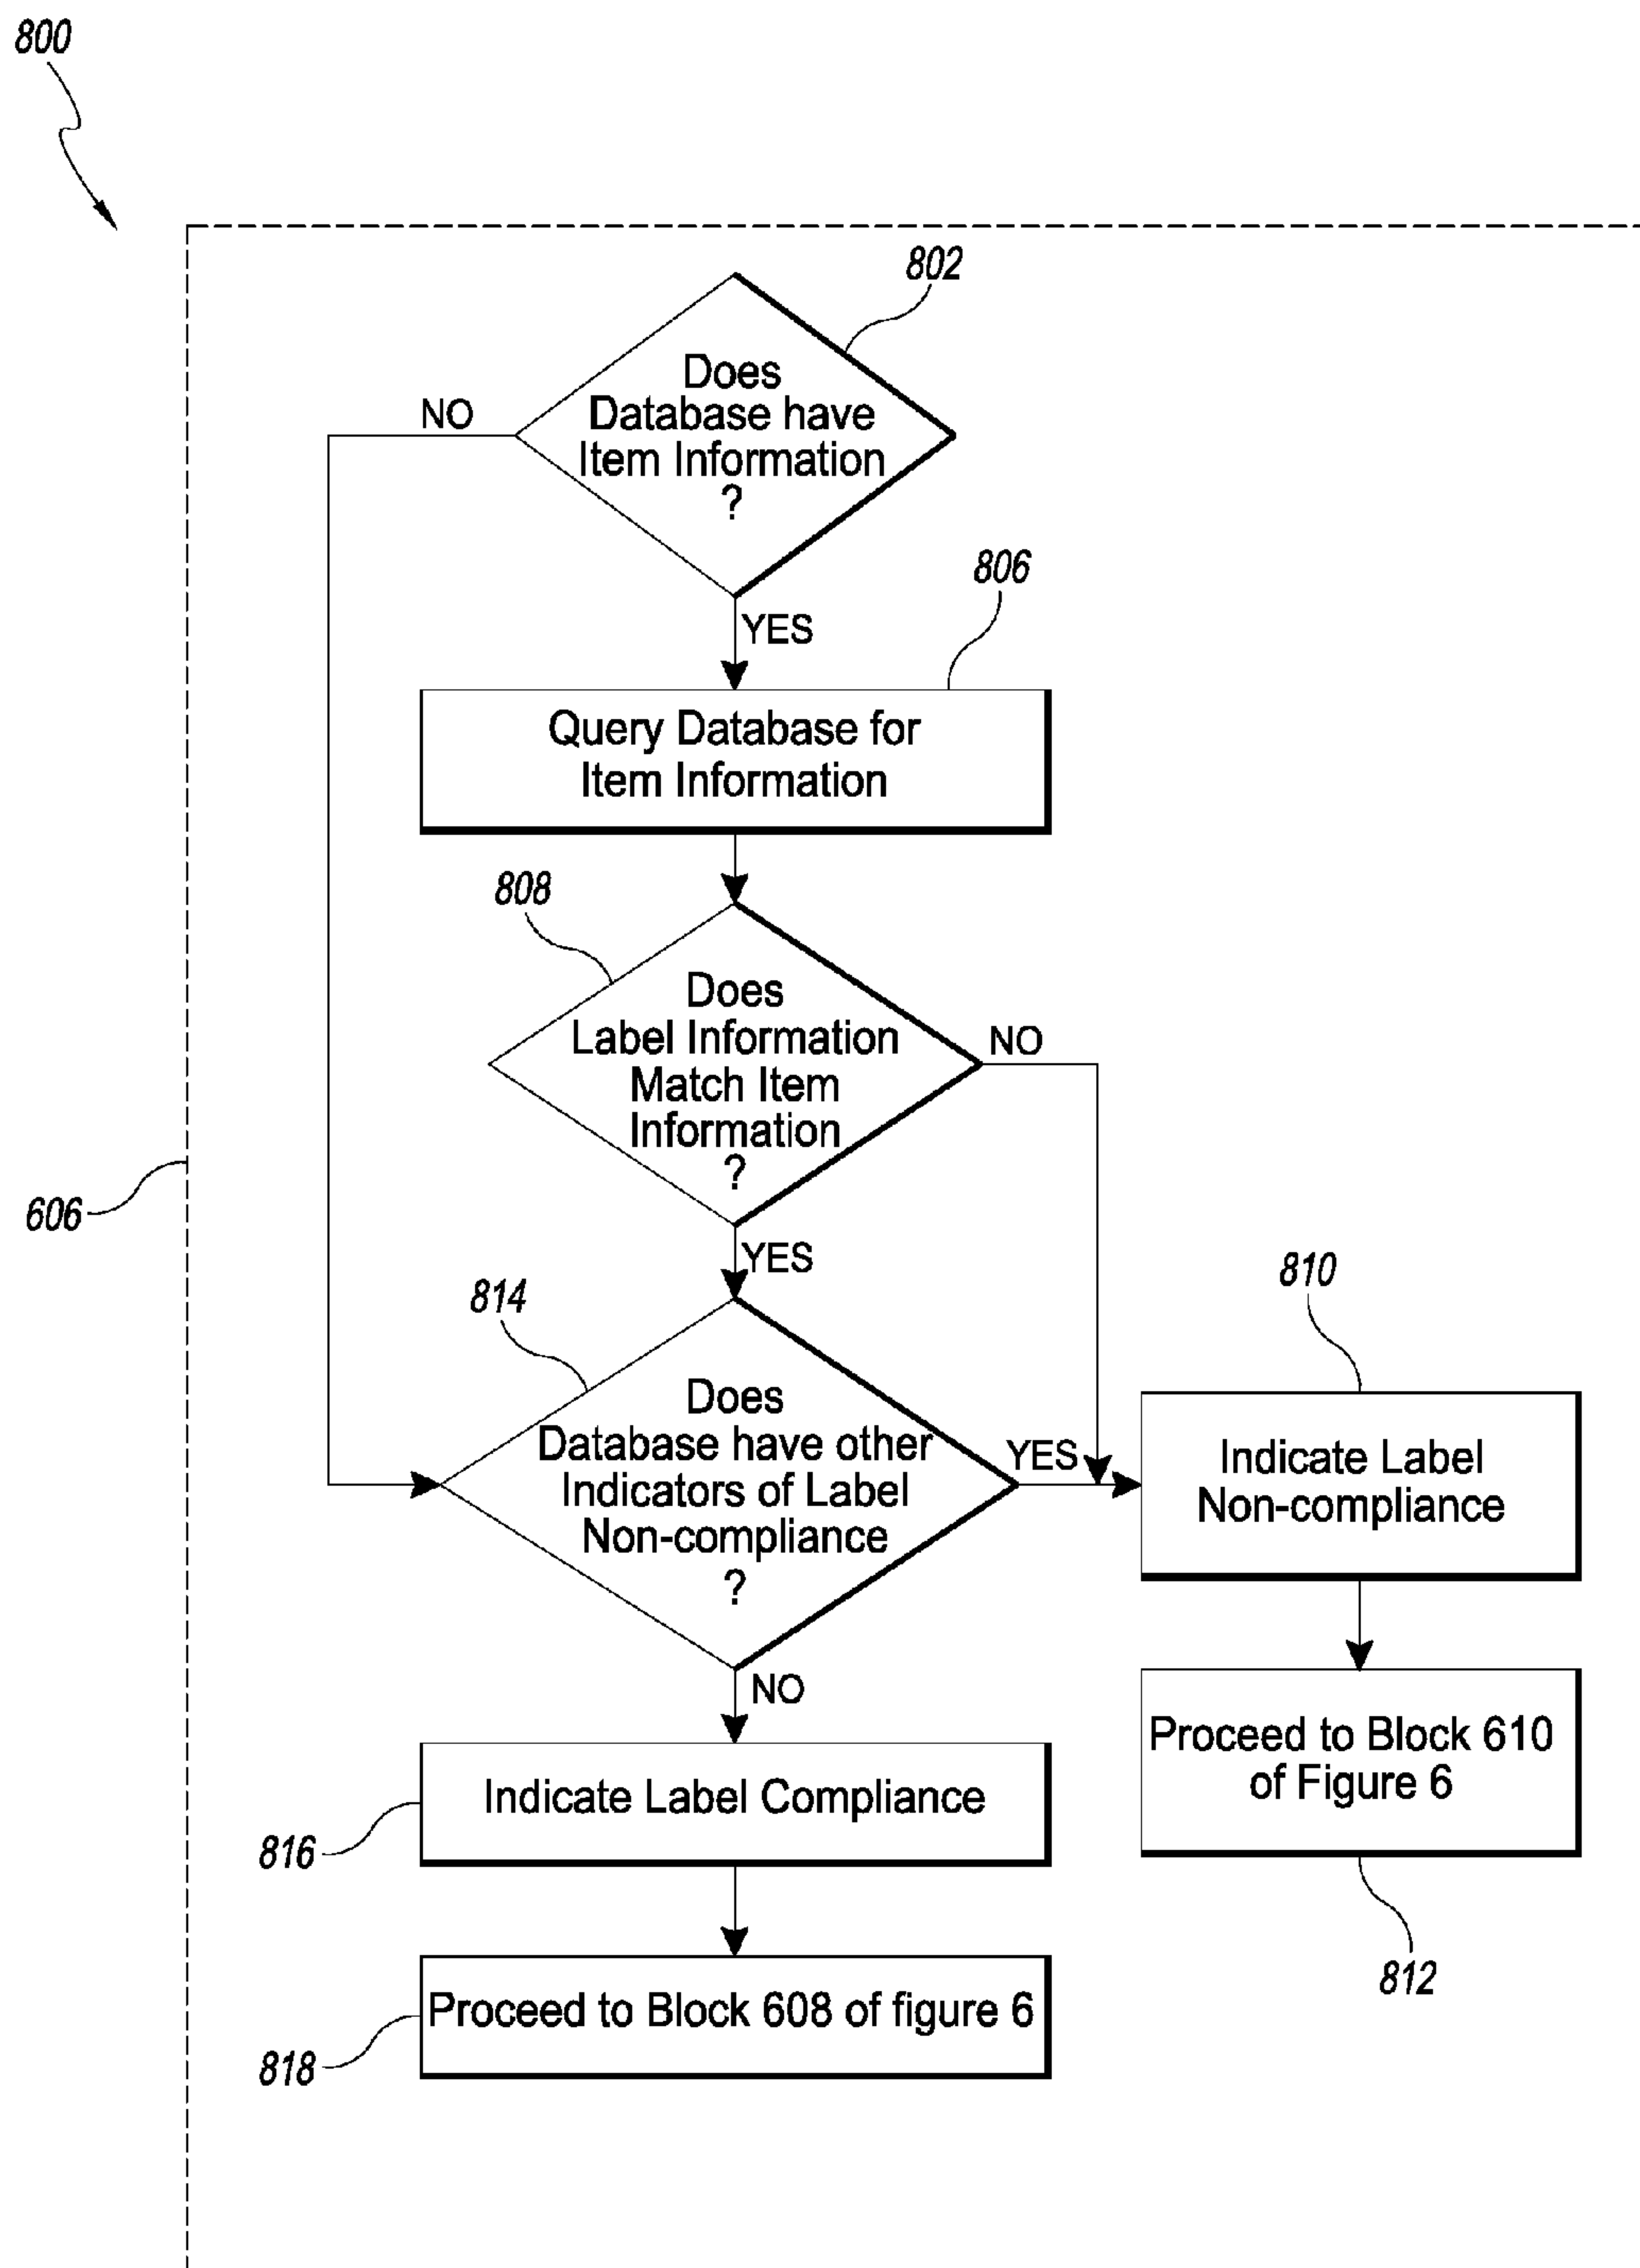 800
802
Does
Database have
Item Information
?
NO
YES
806
Query Database for
Item Information
808
Does
Label Information
Match Item
Information
?
NO
YES
606
810
814
Does
Database have other
Indicators of Label
Non-compliance
?
YES
NO
Indicate Label
Non-compliance
Proceed to Block 610
of Figure 6
812
Indicate Label Compliance
816
Proceed to Block 608 of figure 6
818